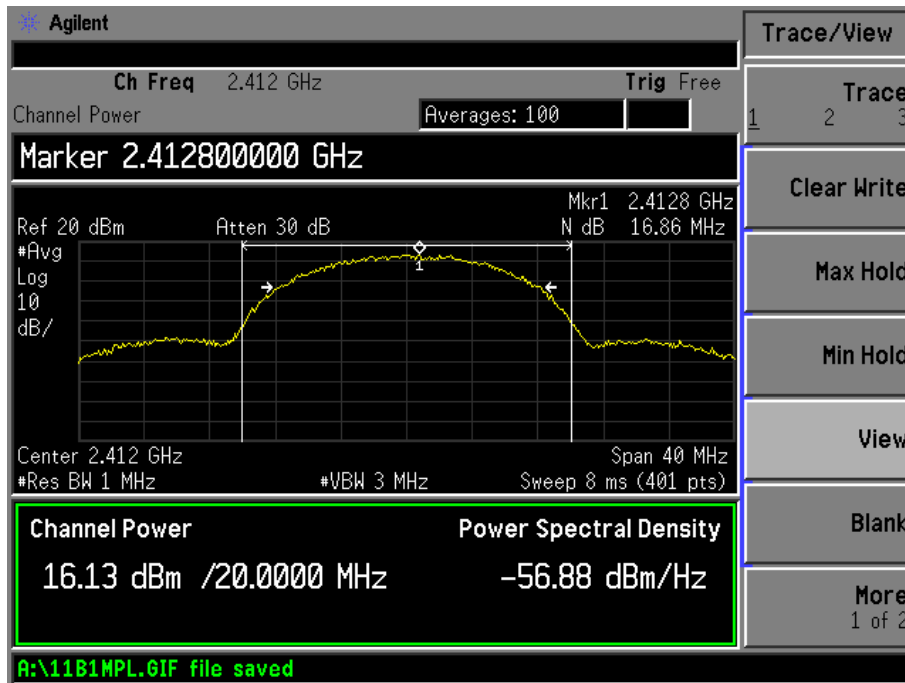 Agilent
Trace/View
Ch Freq 2.412 GHz Trig Free
Channel Power
Averages: 100
Trace
1 2 3
Marker 2.412800000 GHz
Clear Write
Mkr1 2.4128 GHz
Ref 20 dBm Atten 30 dB N dB 16.86 MHz
#Avg
Log
10
dB/
1
Max Hold
Min Hold
View
Center 2.412 GHz Span 40 MHz
#Res BW 1 MHz #VBW 3 MHz Sweep 8 ms (401 pts)
Channel Power Power Spectral Density
16.13 dBm /20.0000 MHz -56.88 dBm/Hz
Blank
More
1 of 2
A:\11B1MPL.GIF file saved